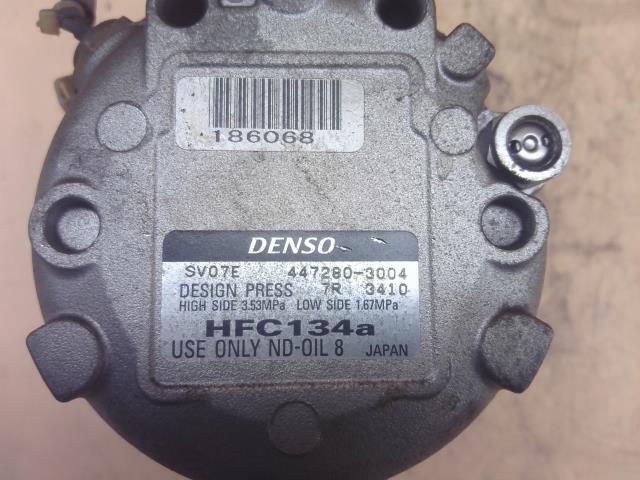 186068
DENSO
SV07E 447280-3004
DESIGN PRESS 7R 3410
HIGH SIDE 3.53MPa LOW SIDE 1.67MPa
HFC134a
USE ONLY ND-OIL 8 JAPAN